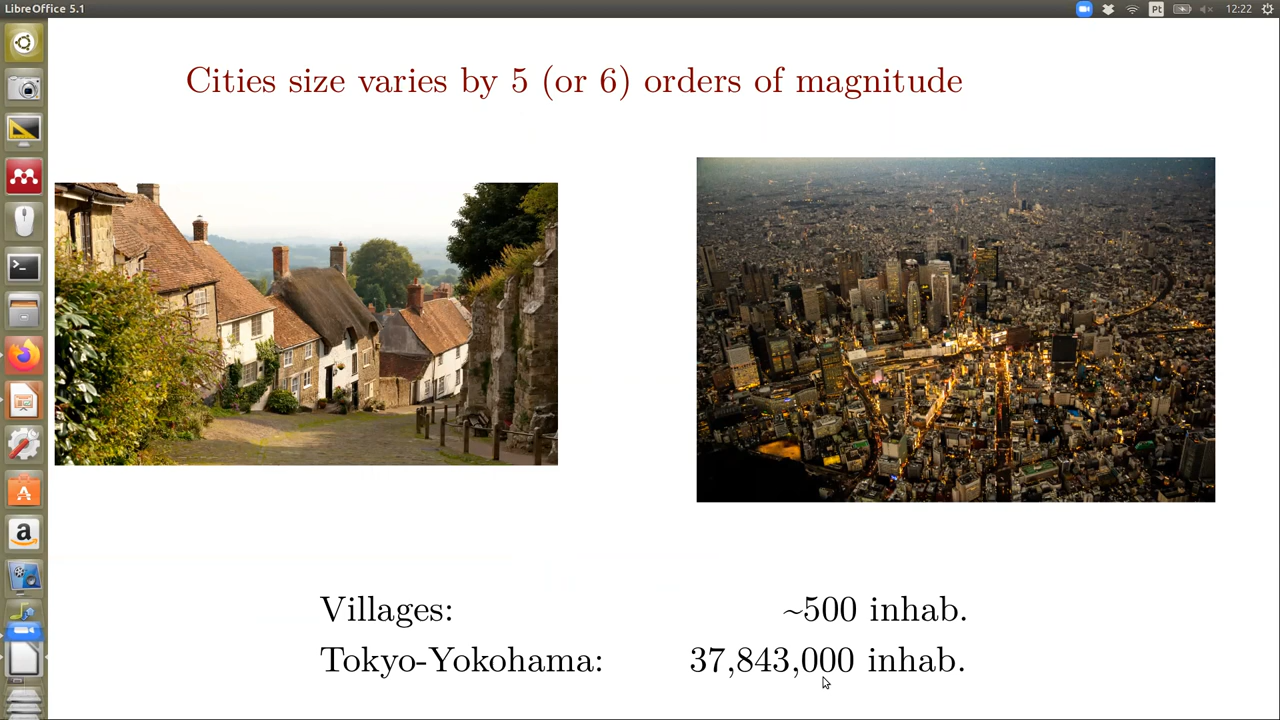 LibreOffice 5.1
Pt
12:22
Cities size varies by 5 (or 6) orders of magnitude
Villages: ~500 inhab.
Tokyo-Yokohama: 37,843,000 inhab.